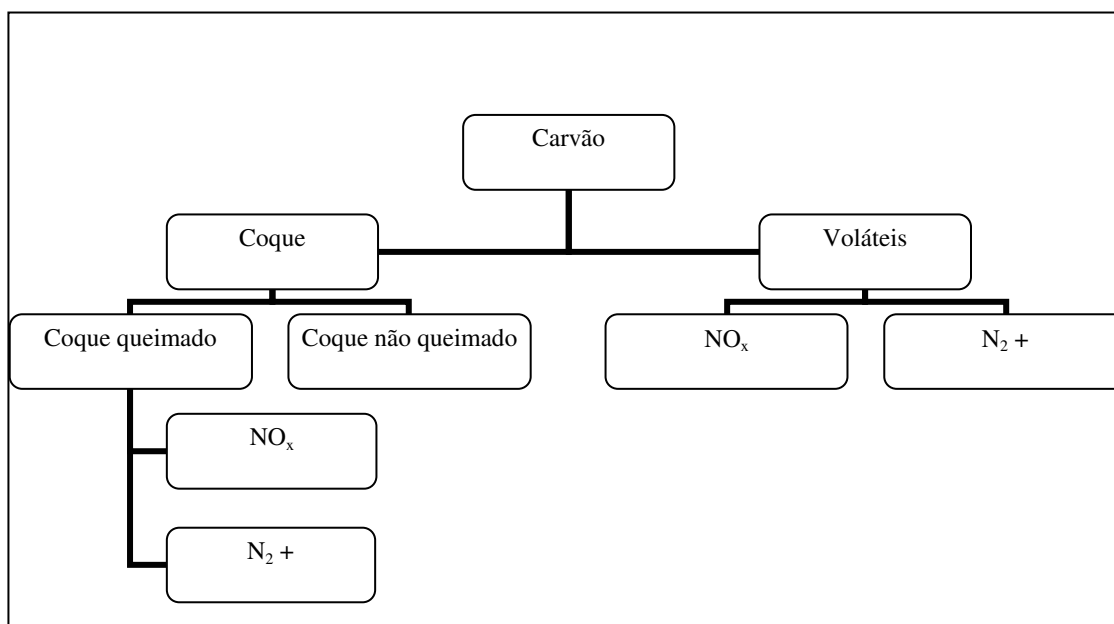 Carvão
Coque
Voláteis
Coque queimado
Coque não queimado
NOₓ
N₂ +
NOₓ
N₂ +